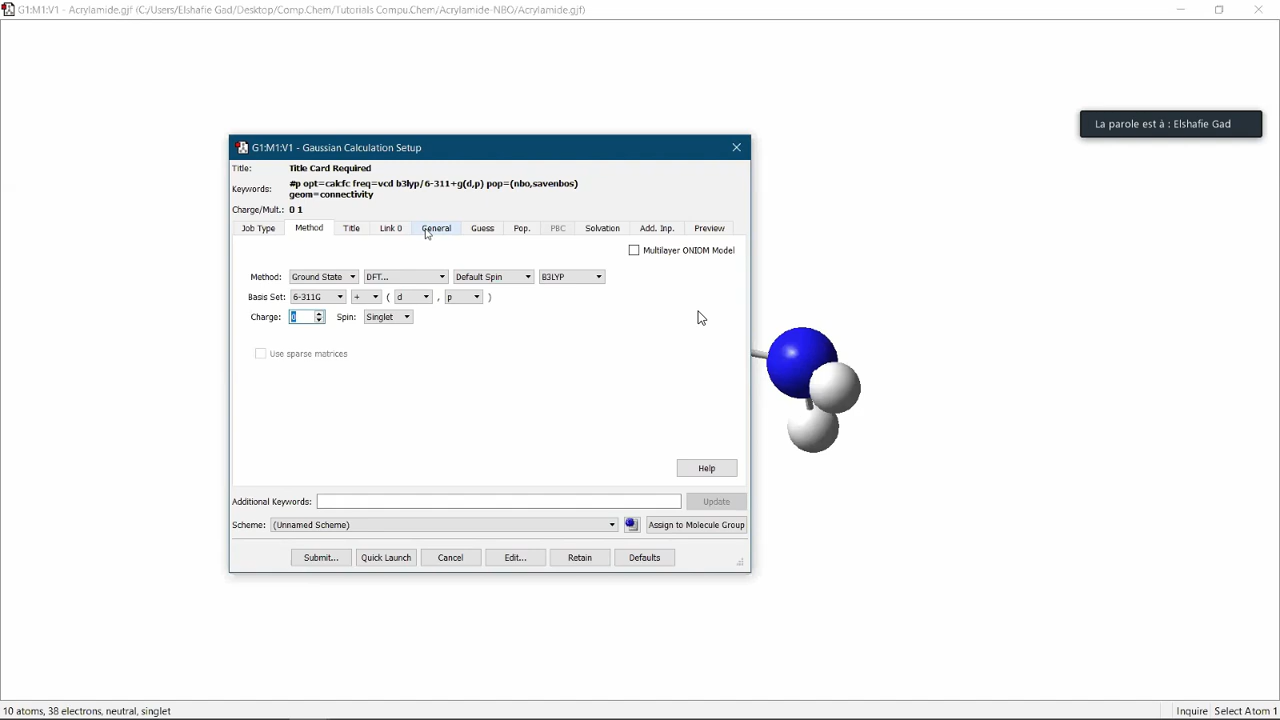 G1:M1:V1 - Acrylamide.gjf (C:/Users/Elshafie Gad/Desktop/Comp.Chem/Tutorials Compu.Chem/Acrylamide-NBO/Acrylamide.gjf)
La parole est à : Elshafie Gad
G1:M1:V1 - Gaussian Calculation Setup
Title: Title Card Required
Keywords: #p opt=calcfc freq=vcd b3lyp/6-311+g(d,p) pop=(nbo,savenbos)
geom=connectivity
Charge/Mult.: 0 1
Job Type Method Title Link 0 General Guess Pop. PBC Solvation Add. Inp. Preview
Multilayer ONIOM Model
Method: Ground State DFT... Default Spin B3LYP
Basis Set: 6-311G + ( d , p )
Charge: 0 Spin: Singlet
Use sparse matrices
Help
Additional Keywords: Update
Scheme: (Unnamed Scheme) Assign to Molecule Group
Submit... Quick Launch Cancel Edit... Retain Defaults
10 atoms, 38 electrons, neutral, singlet Inquire Select Atom 1